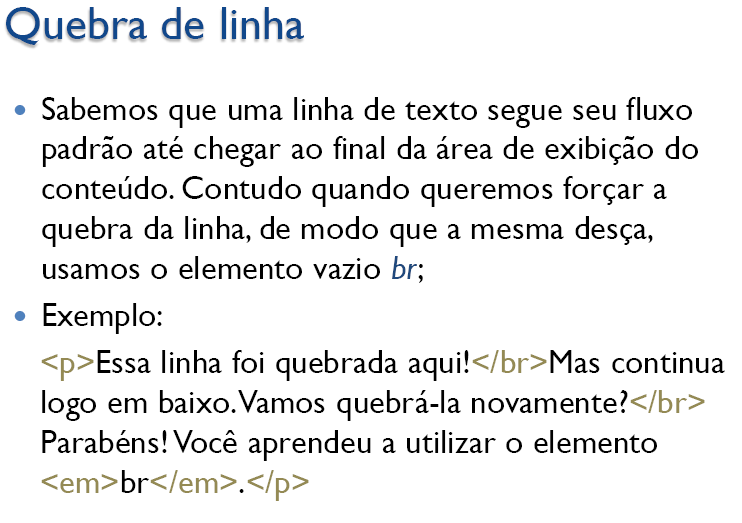 Quebra de linha
• Sabemos que uma linha de texto segue seu fluxo
padrão até chegar ao final da área de exibição do
conteúdo. Contudo quando queremos forçar a
quebra da linha, de modo que a mesma desça,
usamos o elemento vazio br;
• Exemplo:
<p>Essa linha foi quebrada aqui!</br>Mas continua
logo em baixo. Vamos quebrá-la novamente?</br>
Parabéns! Você aprendeu a utilizar o elemento
<em>br</em>.</p>